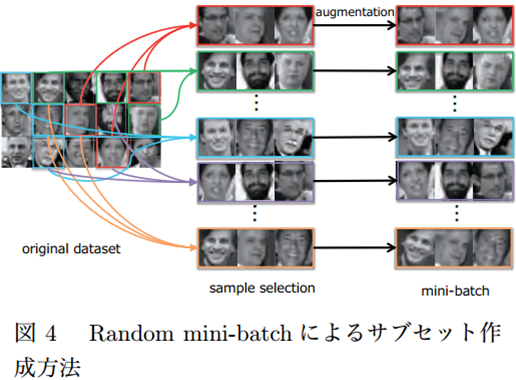 augmentation
original dataset
sample selection
mini-batch
図 4 Random mini-batch によるサブセット作
成方法